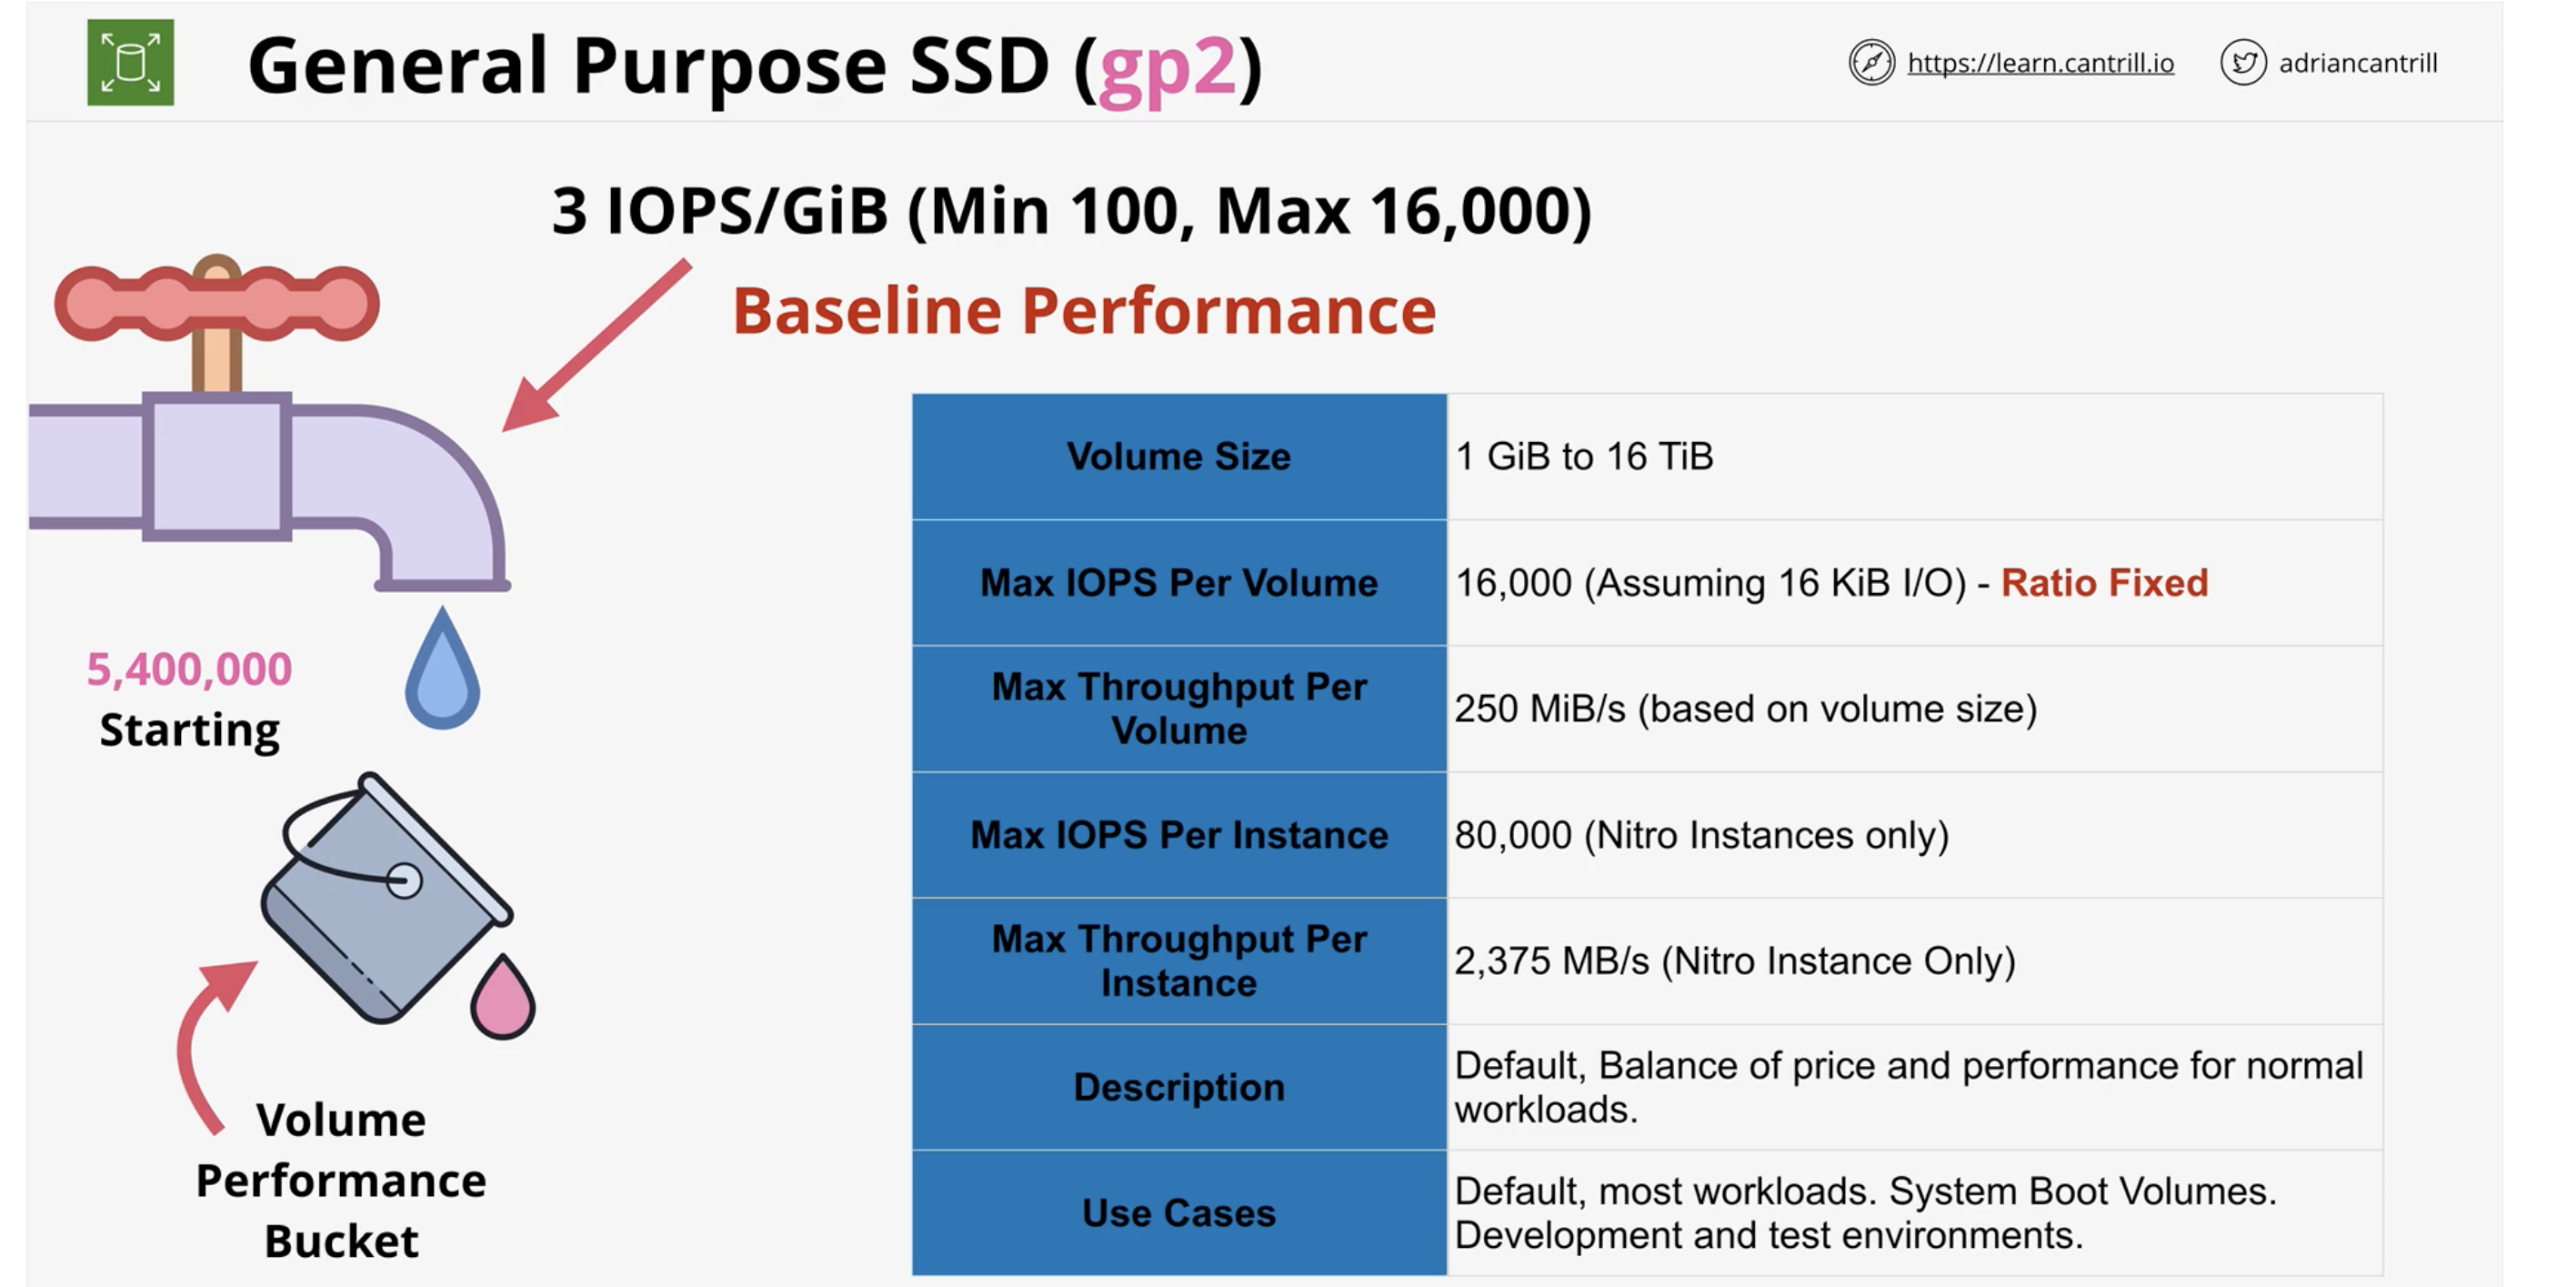 General Purpose SSD (gp2)
https://learn.cantrill.io
adriancantrill
3 IOPS/GiB (Min 100, Max 16,000)
Baseline Performance
5,400,000
Starting
Volume
Performance
Bucket
Volume Size
1 GiB to 16 TiB
Max IOPS Per Volume
16,000 (Assuming 16 KiB I/O) - Ratio Fixed
Max Throughput Per
Volume
250 MiB/s (based on volume size)
Max IOPS Per Instance
80,000 (Nitro Instances only)
Max Throughput Per
Instance
2,375 MB/s (Nitro Instance Only)
Description
Default, Balance of price and performance for normal
workloads.
Use Cases
Default, most workloads. System Boot Volumes.
Development and test environments.